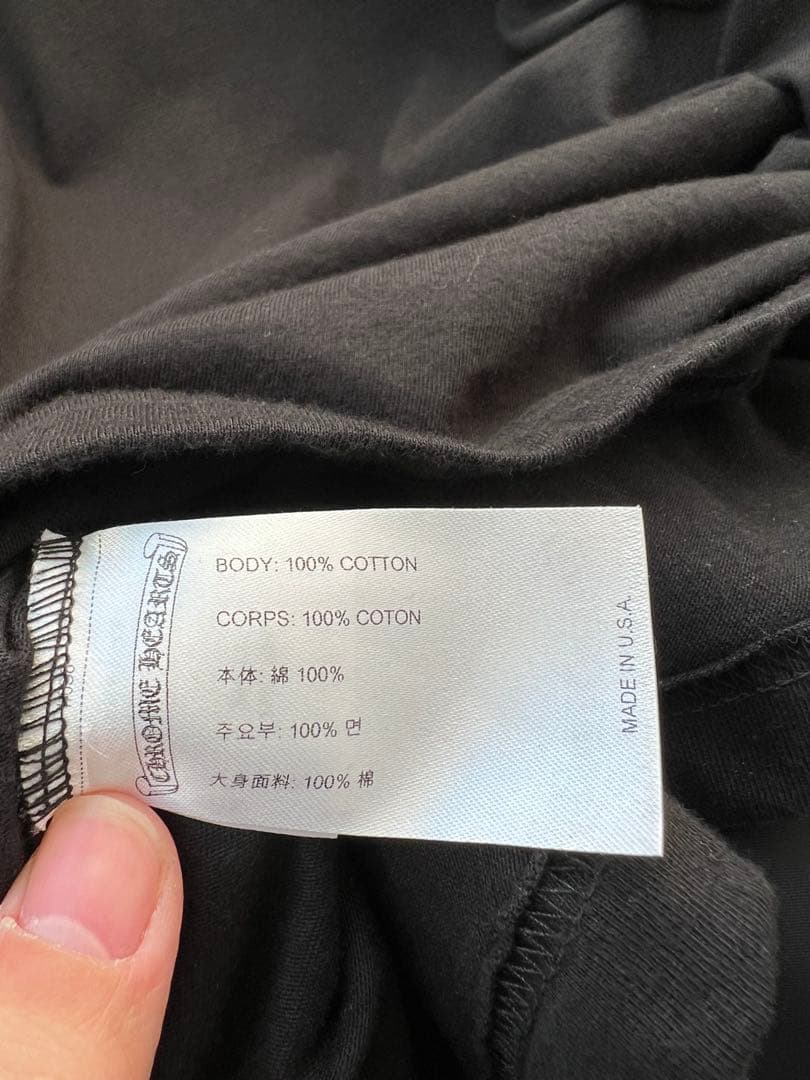 CHROME HEARTS
BODY: 100% COTTON
CORPS: 100% COTON
本体: 綿 100%
주요부: 100% 면
大身面料: 100% 棉
MADE IN U.S.A.